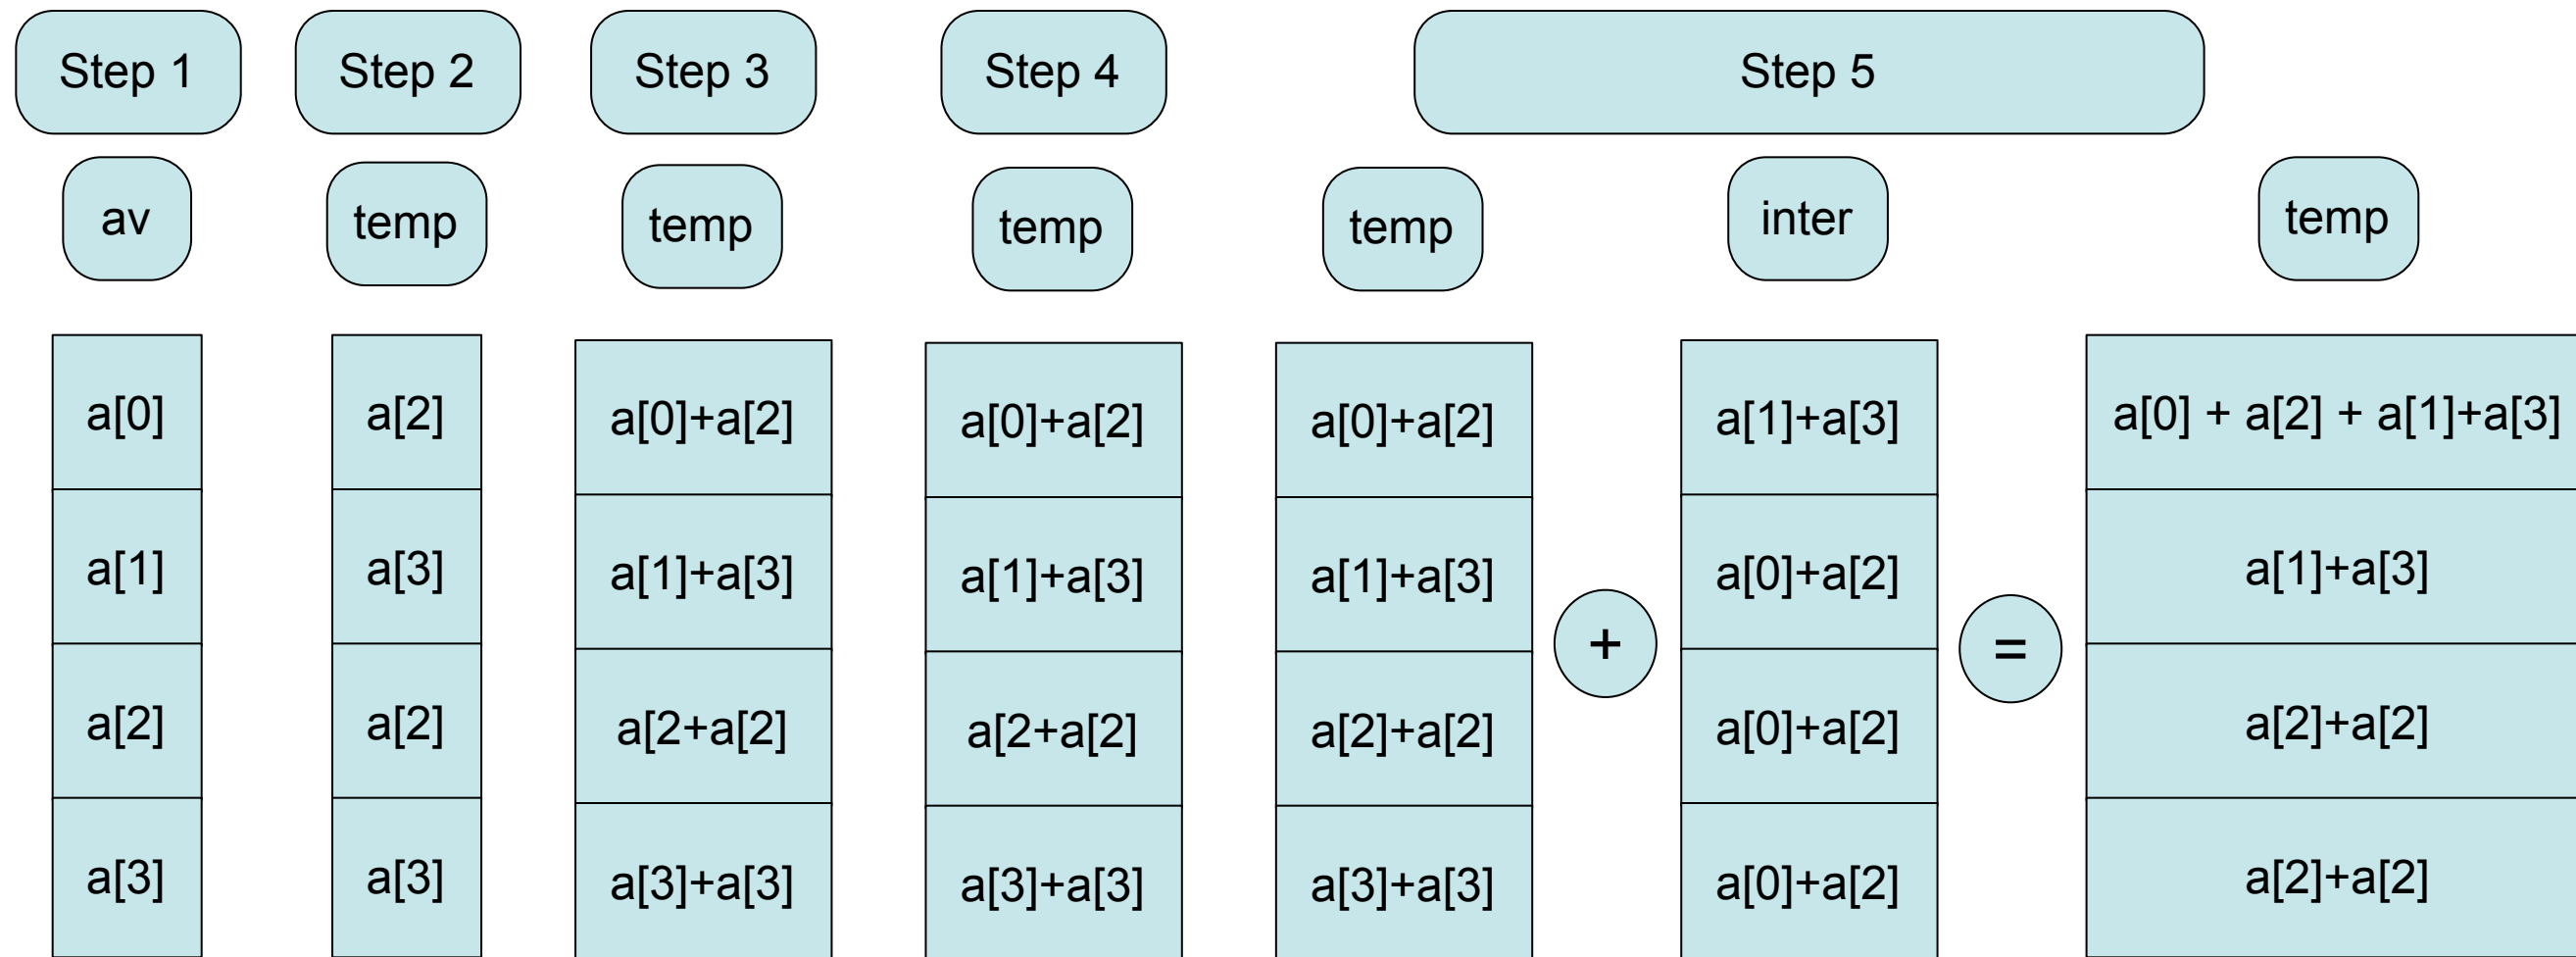 Step 1 Step 2 Step 3 Step 4 Step 5
av temp temp temp temp inter temp
a[0] a[2] a[0]+a[2] a[0]+a[2] a[0]+a[2] a[1]+a[3] a[0] + a[2] + a[1]+a[3]
a[1] a[3] a[1]+a[3] a[1]+a[3] a[1]+a[3] a[0]+a[2] a[1]+a[3]
+ =
a[2] a[2] a[2+a[2] a[2+a[2] a[2]+a[2] a[0]+a[2] a[2]+a[2]
a[3] a[3] a[3]+a[3] a[3]+a[3] a[3]+a[3] a[0]+a[2] a[2]+a[2]